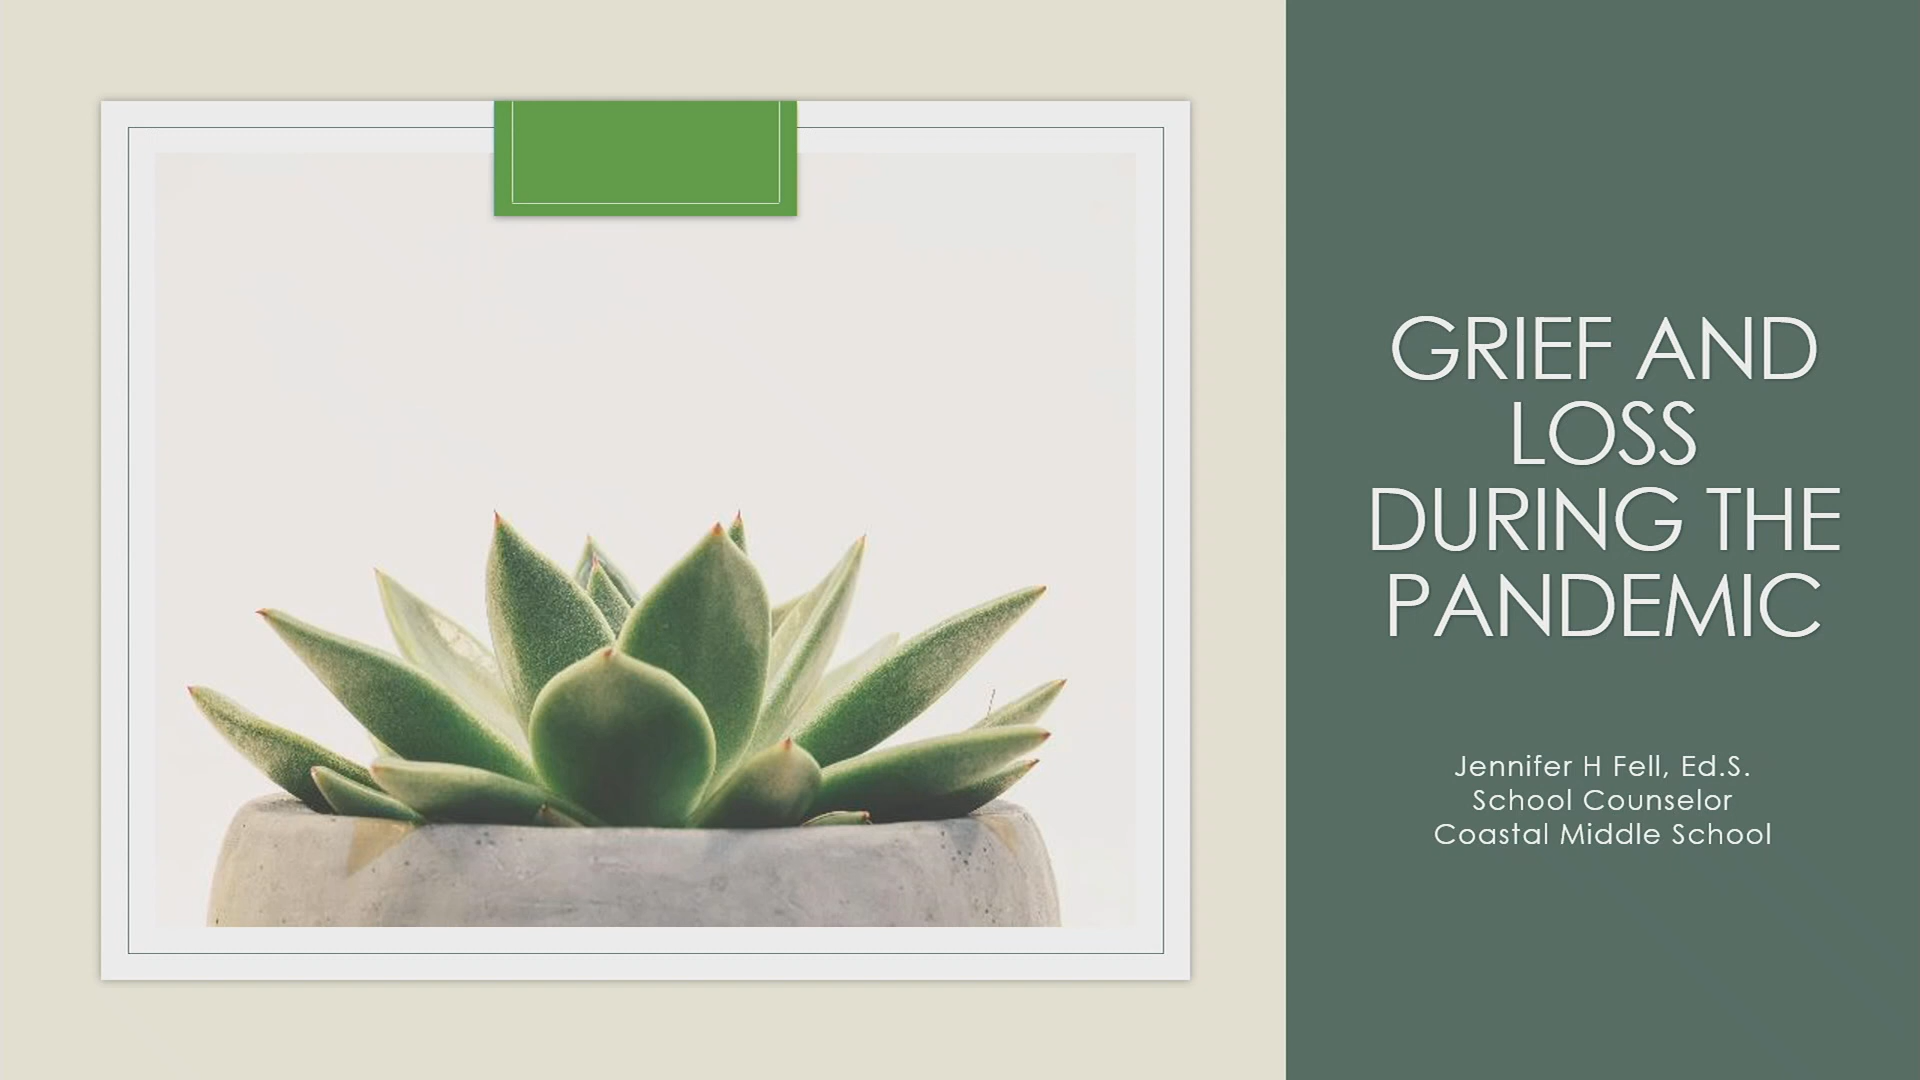 GRIEF AND
LOSS
DURING THE
PANDEMIC
Jennifer H Fell, Ed.S.
School Counselor
Coastal Middle School